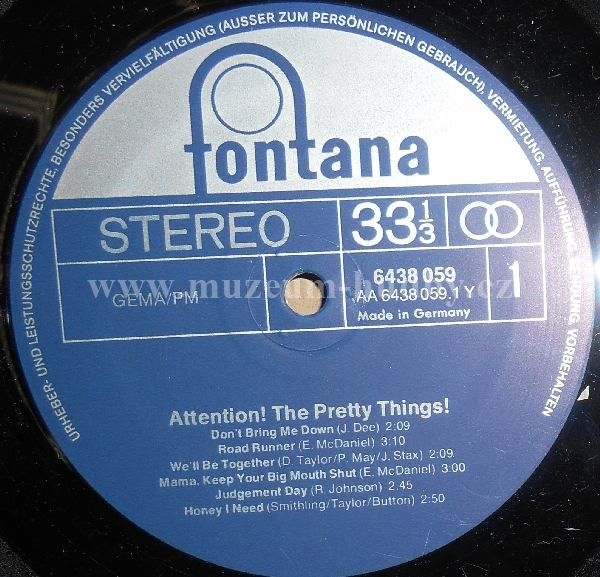 URHEBER- UND LEISTUNGSSCHUTZRECHTE, BESONDERS VERVIELFÄLTIGUNG (AUSSER ZUM PERSÖNLICHEN GEBRAUCH), VERMIETUNG, AUFFÜHRUNG, SENDUNG VORBEHALTEN
fontana
STEREO 33 1/3
GEMA/PM 6438 059 1
AA 6438 059.1 Y
Made in Germany
www.muzeum-hudby.cz
Attention! The Pretty Things!
Don't Bring Me Down (J. Dee) 2:09
Road Runner (E. McDaniel) 3:10
We'll Be Together (D. Taylor/P. May/J. Stax) 2:09
Mama, Keep Your Big Mouth Shut (E. McDaniel) 3:00
Judgement Day (R. Johnson) 2.45
Honey I Need (Smithling/Taylor/Button) 2:50